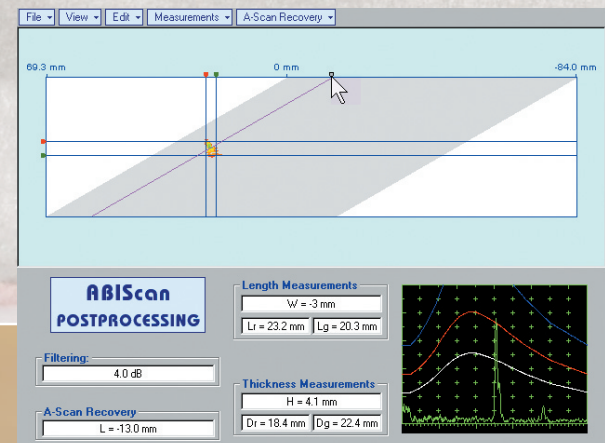 File View Edit Measurements A-Scan Recovery
69.3 mm 0 mm -84.0 mm
ABIScan
POSTPROCESSING
Filtering:
4.0 dB
A-Scan Recovery
L = -13.0 mm
Length Measurements
W = -3 mm
Lr = 23.2 mm Lg = 20.3 mm
Thickness Measurements
H = 4.1 mm
Dr = 18.4 mm Dg = 22.4 mm